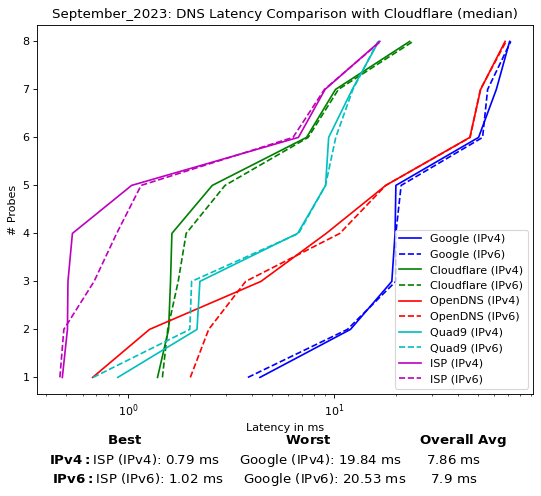 September_2023: DNS Latency Comparison with Cloudflare (median)
8
7
6
5
4
3
2
1
# Probes
Google (IPv4)
Google (IPv6)
Cloudflare (IPv4)
Cloudflare (IPv6)
OpenDNS (IPv4)
OpenDNS (IPv6)
Quad9 (IPv4)
Quad9 (IPv6)
ISP (IPv4)
ISP (IPv6)
10⁰ 10¹
Latency in ms
Best Worst Overall Avg
IPv4: ISP (IPv4): 0.79 ms Google (IPv4): 19.84 ms 7.86 ms
IPv6: ISP (IPv6): 1.02 ms Google (IPv6): 20.53 ms 7.9 ms